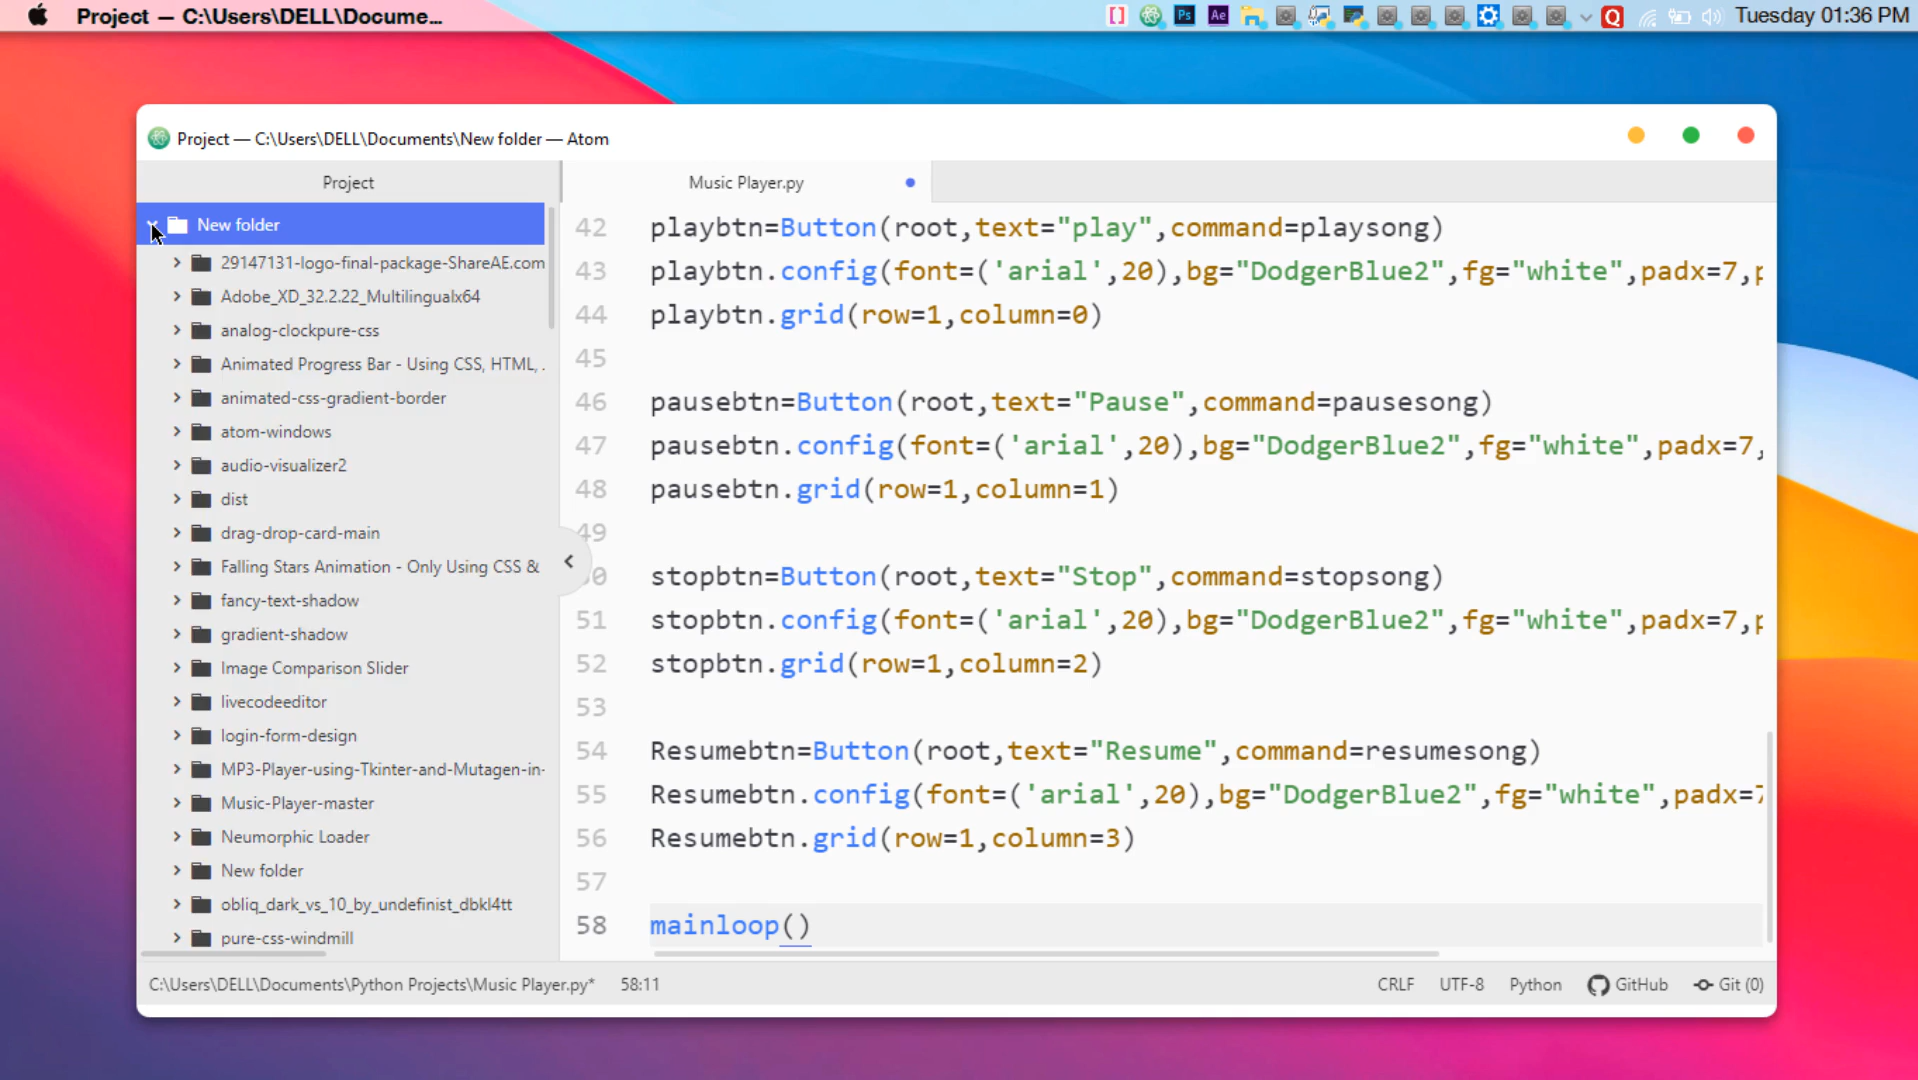 Project — C:\Users\DELL\Docume...
Ps
Ae
Q
Tuesday 01:36 PM
Project — C:\Users\DELL\Documents\New folder — Atom
Project
Music Player.py
New folder
29147131-logo-final-package-ShareAE.com
Adobe_XD_32.2.22_Multilingualx64
analog-clockpure-css
Animated Progress Bar - Using CSS, HTML, .
animated-css-gradient-border
atom-windows
audio-visualizer2
dist
drag-drop-card-main
Falling Stars Animation - Only Using CSS &
fancy-text-shadow
gradient-shadow
Image Comparison Slider
livecodeeditor
login-form-design
MP3-Player-using-Tkinter-and-Mutagen-in-
Music-Player-master
Neumorphic Loader
New folder
obliq_dark_vs_10_by_undefinist_dbkl4tt
pure-css-windmill
42 playbtn=Button(root,text="play",command=playsong)
43 playbtn.config(font=('arial',20),bg="DodgerBlue2",fg="white",padx=7,p
44 playbtn.grid(row=1,column=0)
45
46 pausebtn=Button(root,text="Pause",command=pausesong)
47 pausebtn.config(font=('arial',20),bg="DodgerBlue2",fg="white",padx=7,
48 pausebtn.grid(row=1,column=1)
49
0 stopbtn=Button(root,text="Stop",command=stopsong)
51 stopbtn.config(font=('arial',20),bg="DodgerBlue2",fg="white",padx=7,p
52 stopbtn.grid(row=1,column=2)
53
54 Resumebtn=Button(root,text="Resume",command=resumesong)
55 Resumebtn.config(font=('arial',20),bg="DodgerBlue2",fg="white",padx=7
56 Resumebtn.grid(row=1,column=3)
57
58 mainloop()
C:\Users\DELL\Documents\Python Projects\Music Player.py* 58:11 CRLF UTF-8 Python GitHub Git (0)